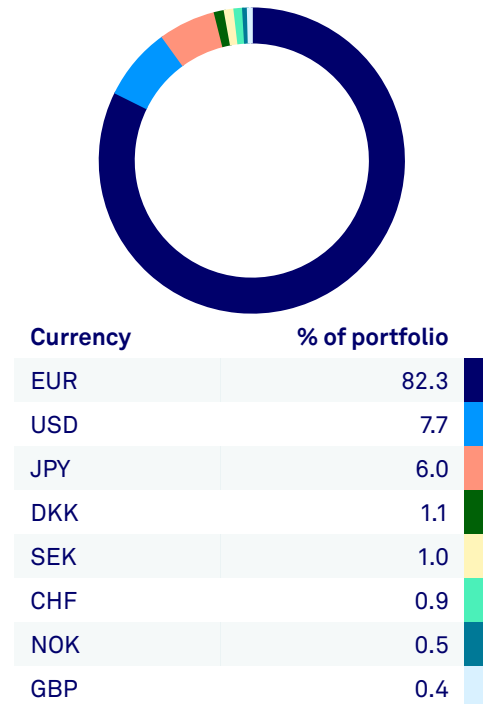 Currency % of portfolio
EUR 82.3
USD 7.7
JPY 6.0
DKK 1.1
SEK 1.0
CHF 0.9
NOK 0.5
GBP 0.4